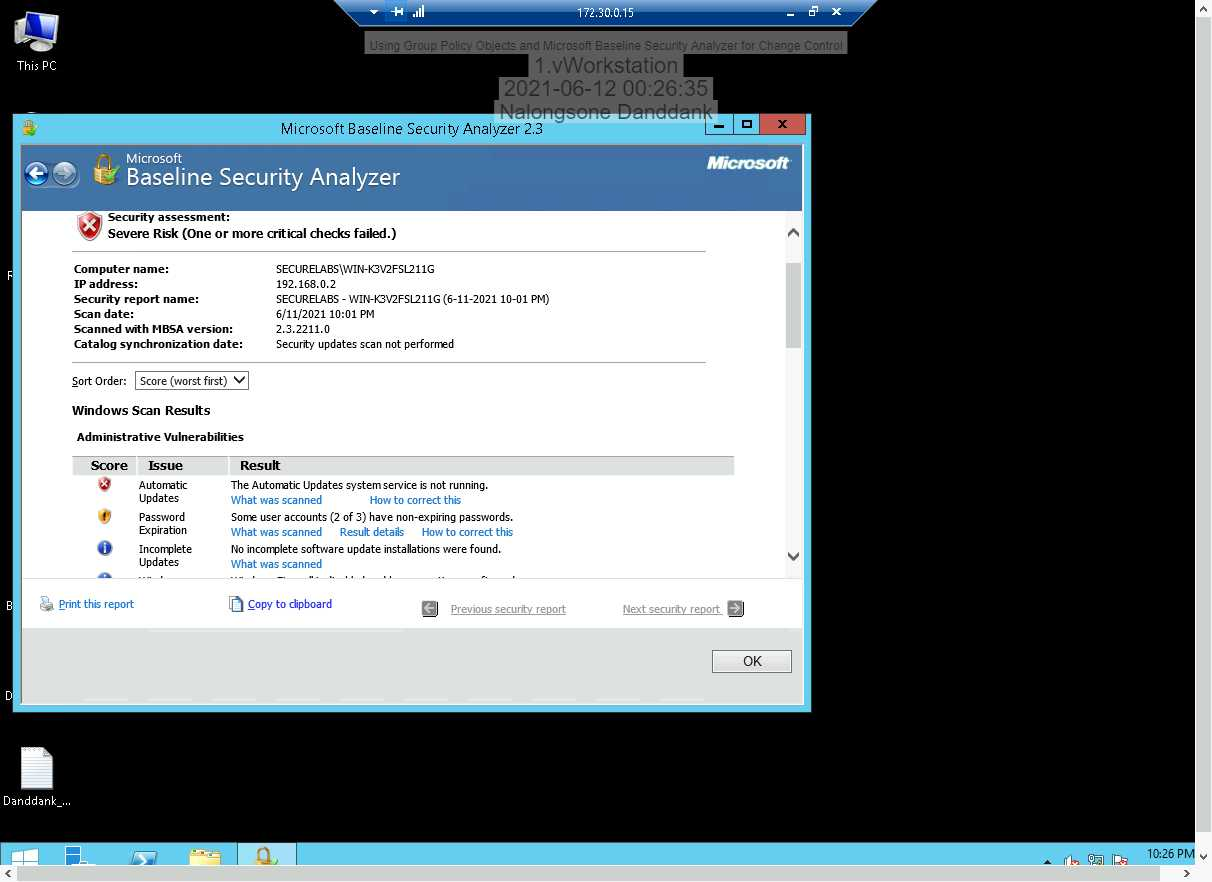 172.30.0.15
Using Group Policy Objects and Microsoft Baseline Security Analyzer for Change Control
1.vWorkstation
2021-06-12 00:26:35
Nalongsone Danddank
This PC
Microsoft Baseline Security Analyzer 2.3
Microsoft
Baseline Security Analyzer
Microsoft
Security assessment:
Severe Risk (One or more critical checks failed.)
Computer name: SECURELABS\WIN-K3V2FSL211G
IP address: 192.168.0.2
Security report name: SECURELABS - WIN-K3V2FSL211G (6-11-2021 10-01 PM)
Scan date: 6/11/2021 10:01 PM
Scanned with MBSA version: 2.3.2211.0
Catalog synchronization date: Security updates scan not performed
Sort Order: Score (worst first)
Windows Scan Results
Administrative Vulnerabilities
Score Issue Result
Automatic Updates The Automatic Updates system service is not running.
What was scanned How to correct this
Password Expiration Some user accounts (2 of 3) have non-expiring passwords.
What was scanned Result details How to correct this
Incomplete Updates No incomplete software update installations were found.
What was scanned
Print this report Copy to clipboard Previous security report Next security report
OK
Danddank_...
10:26 PM